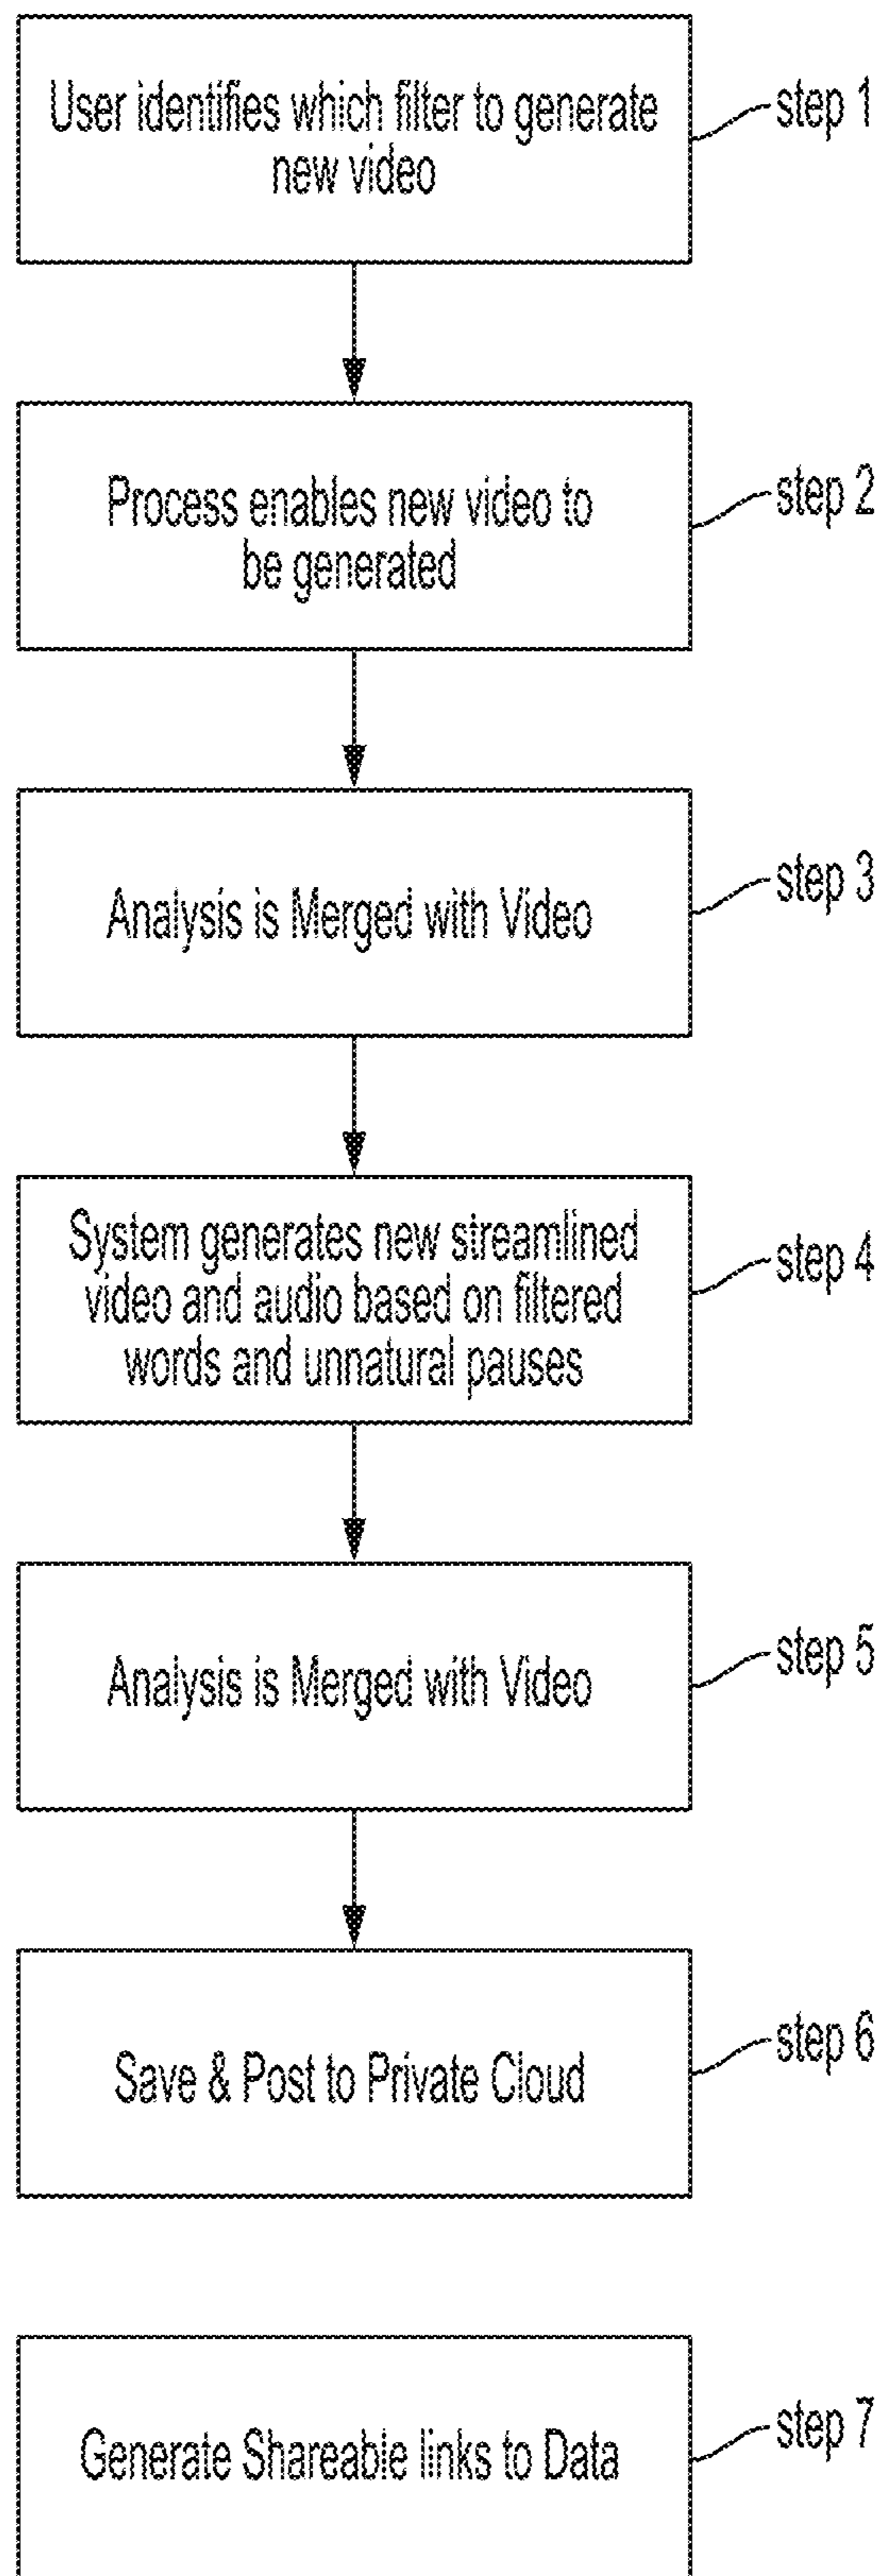 User identifies which filter to generate
new video
step 1
Process enables new video to
be generated
step 2
Analysis is Merged with Video
step 3
System generates new streamlined
video and audio based on filtered
words and unnatural pauses
step 4
Analysis is Merged with Video
step 5
Save & Post to Private Cloud
step 6
Generate Shareable links to Data
step 7